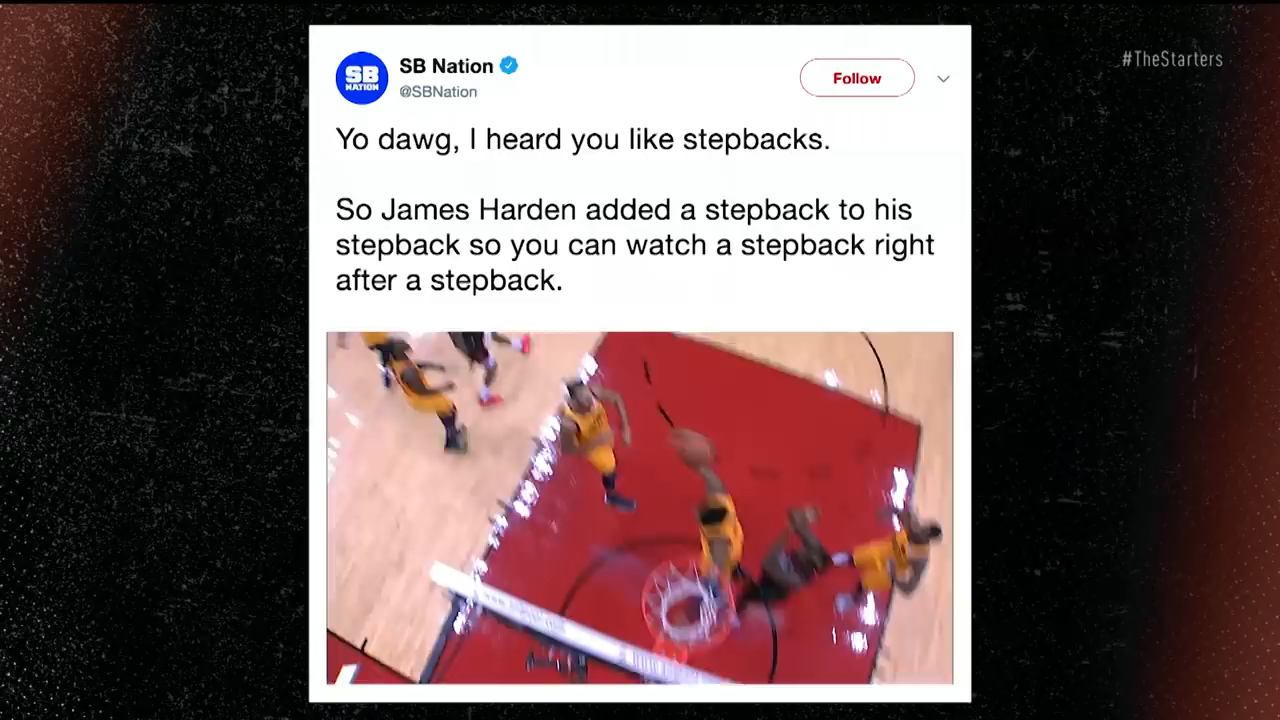 #TheStarters
SB
NATION
SB Nation
@SBNation
Follow
Yo dawg, I heard you like stepbacks.
So James Harden added a stepback to his
stepback so you can watch a stepback right
after a stepback.